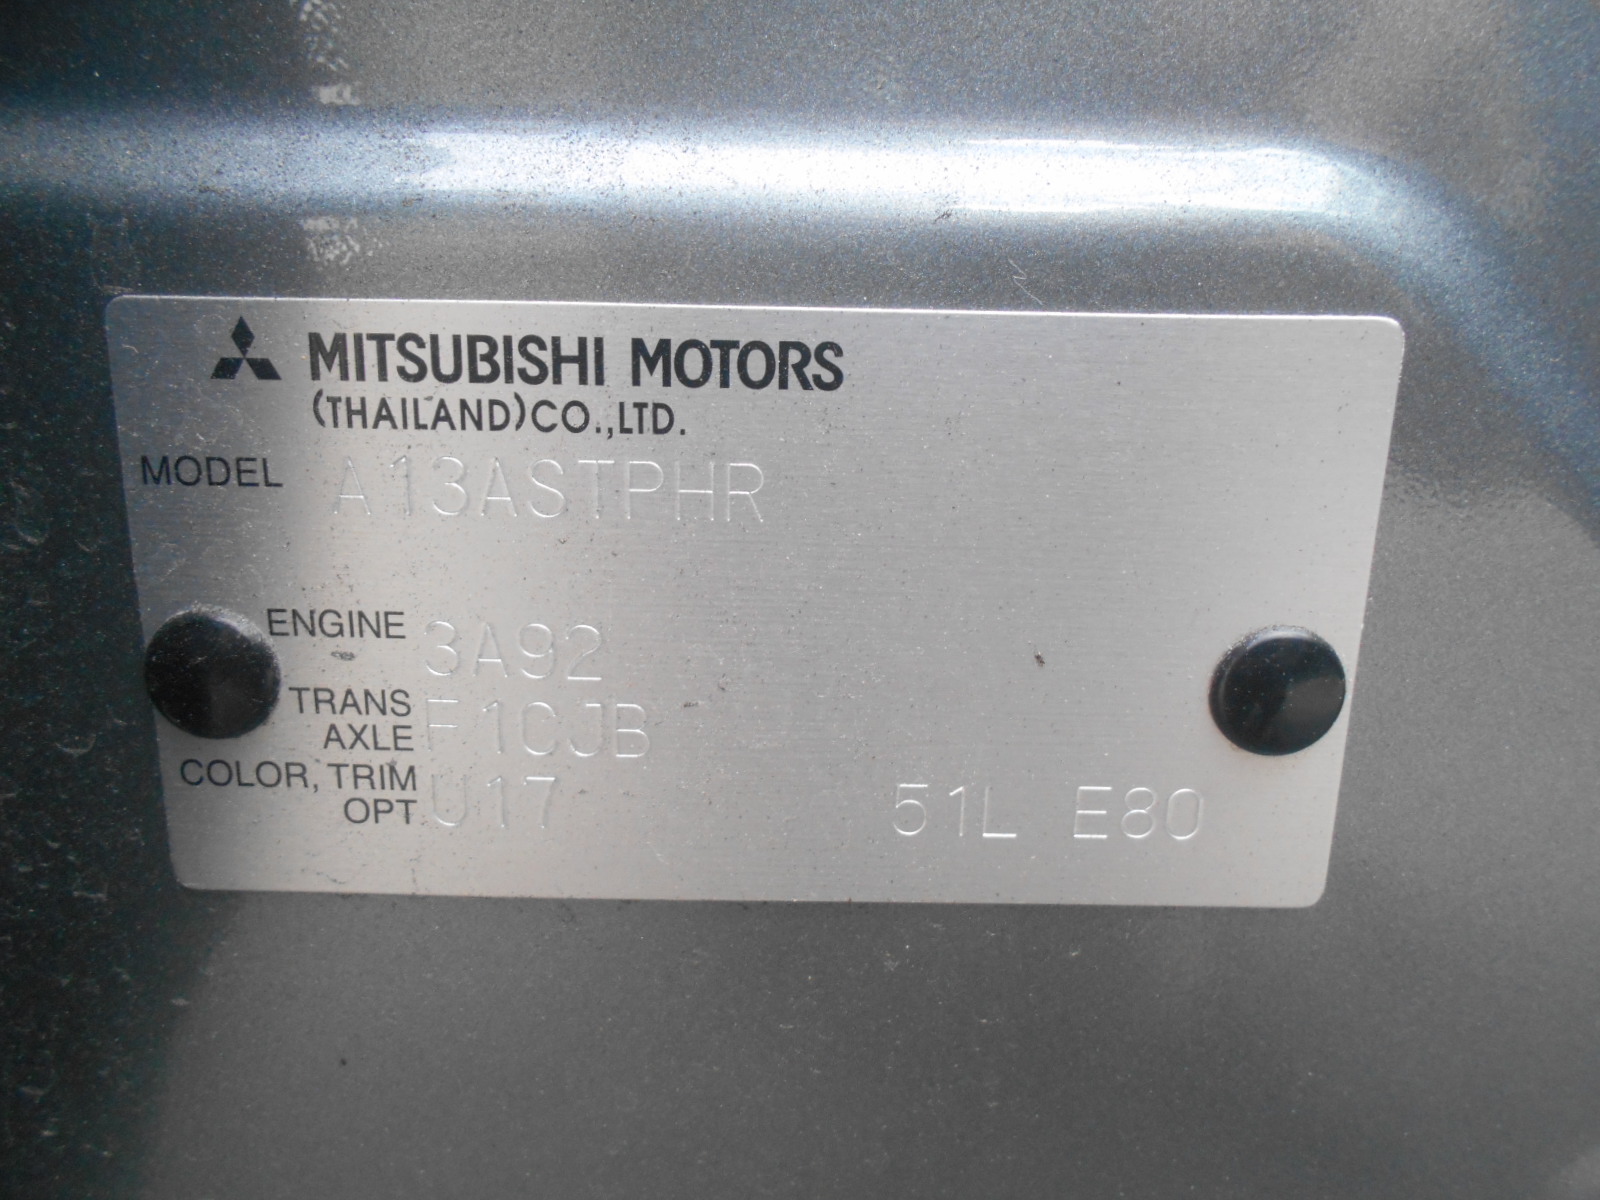 MITSUBISHI MOTORS
(THAILAND)CO.,LTD.
MODEL A13ASTPHR
ENGINE 3A92
TRANS
AXLE F1CJB
COLOR, TRIM
OPT U17 51L E80